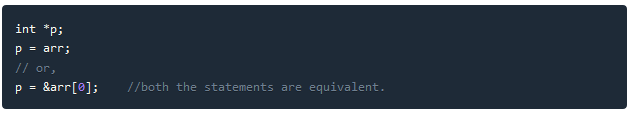 int *p;
p = arr;
// or,
p = &arr[0];    //both the statements are equivalent.